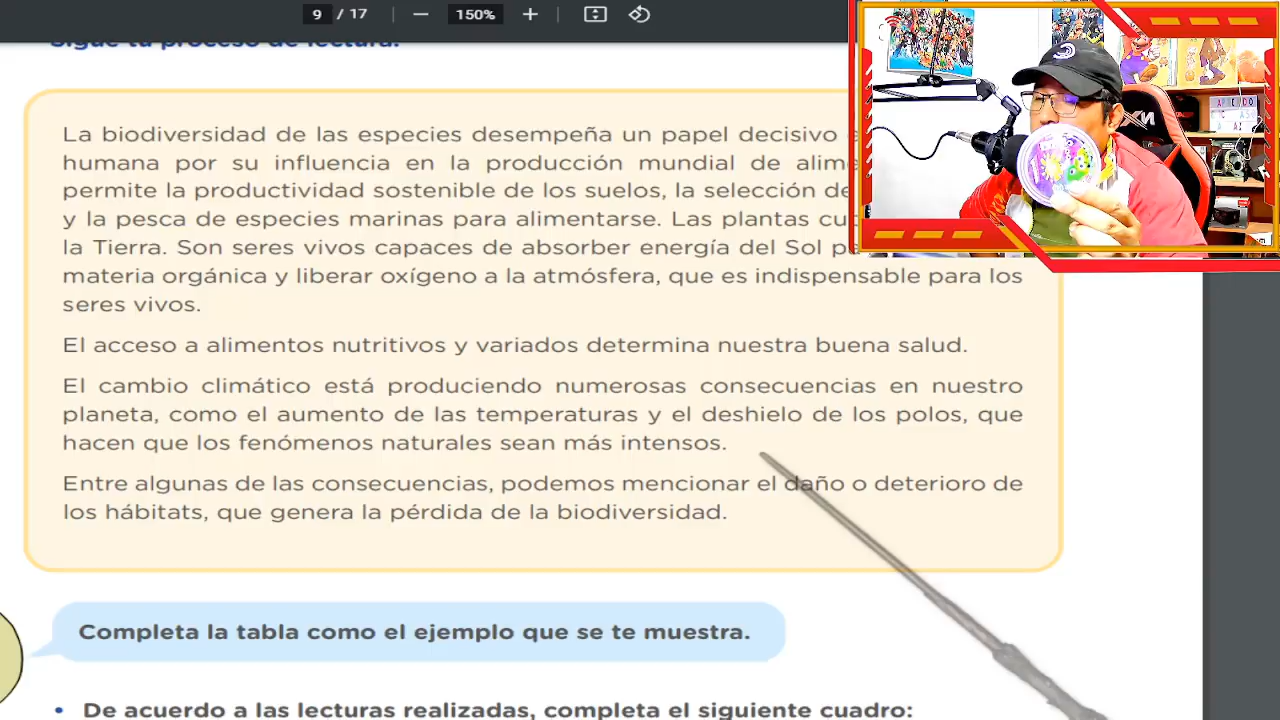 9 / 17 150%
Sigue tu proceso de lectura.
La biodiversidad de las especies desempeña un papel decisivo
humana por su influencia en la producción mundial de
permite la productividad sostenible de los suelos, la selección
y la pesca de especies marinas para alimentarse. Las plantas
la Tierra. Son seres vivos capaces de absorber energía del Sol
materia orgánica y liberar oxígeno a la atmósfera, que es indispensable para los
seres vivos.
El acceso a alimentos nutritivos y variados determina nuestra buena salud.
El cambio climático está produciendo numerosas consecuencias en nuestro
planeta, como el aumento de las temperaturas y el deshielo de los polos, que
hacen que los fenómenos naturales sean más intensos.
Entre algunas de las consecuencias, podemos mencionar el daño o deterioro de
los hábitats, que genera la pérdida de la biodiversidad.
Completa la tabla como el ejemplo que se te muestra.
• De acuerdo a las lecturas realizadas, completa el siguiente cuadro: